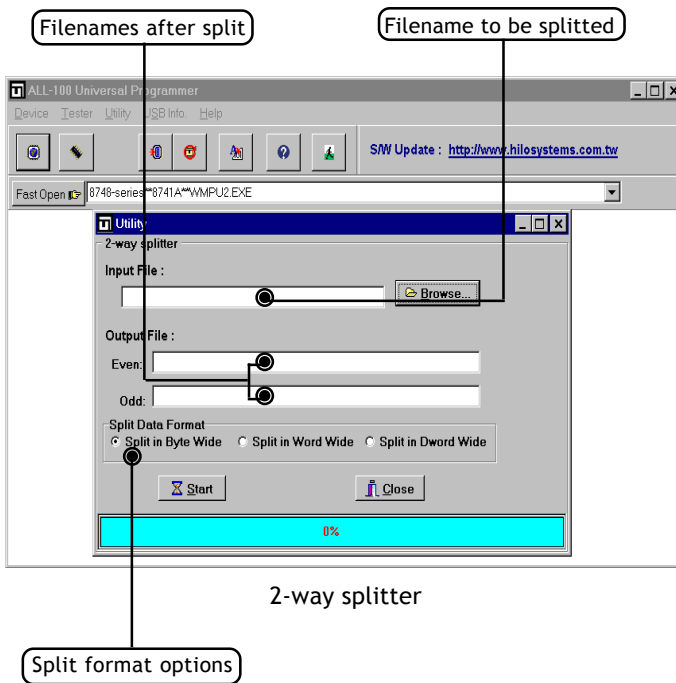 Filenames after split
Filename to be splitted
ALL-100 Universal Programmer
Device Tester Utility USB Info. Help
S/W Update : http://www.hilosystems.com.tw
Fast Open 8748-series**8741A**WMPU2.EXE
Utility
2-way splitter
Input File :
Browse...
Output File :
Even:
Odd:
Split Data Format
Split in Byte Wide Split in Word Wide Split in Dword Wide
Start Close
0%
2-way splitter
Split format options